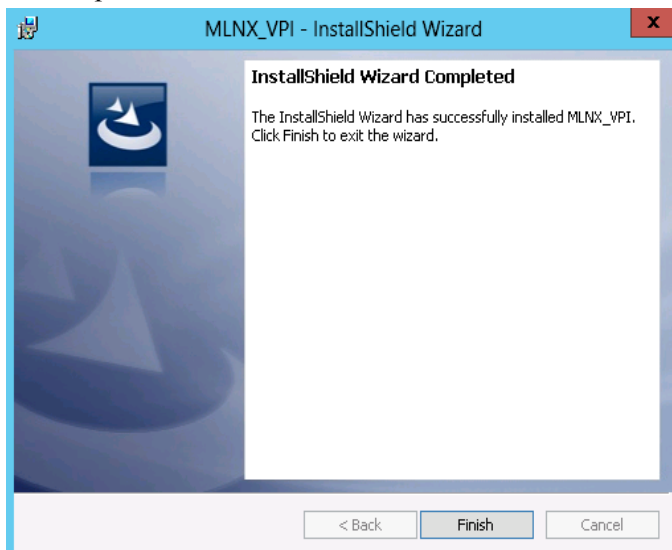 MLNX_VPI - InstallShield Wizard
x
InstallShield Wizard Completed
The InstallShield Wizard has successfully installed MLNX_VPI.
Click Finish to exit the wizard.
< Back
Finish
Cancel